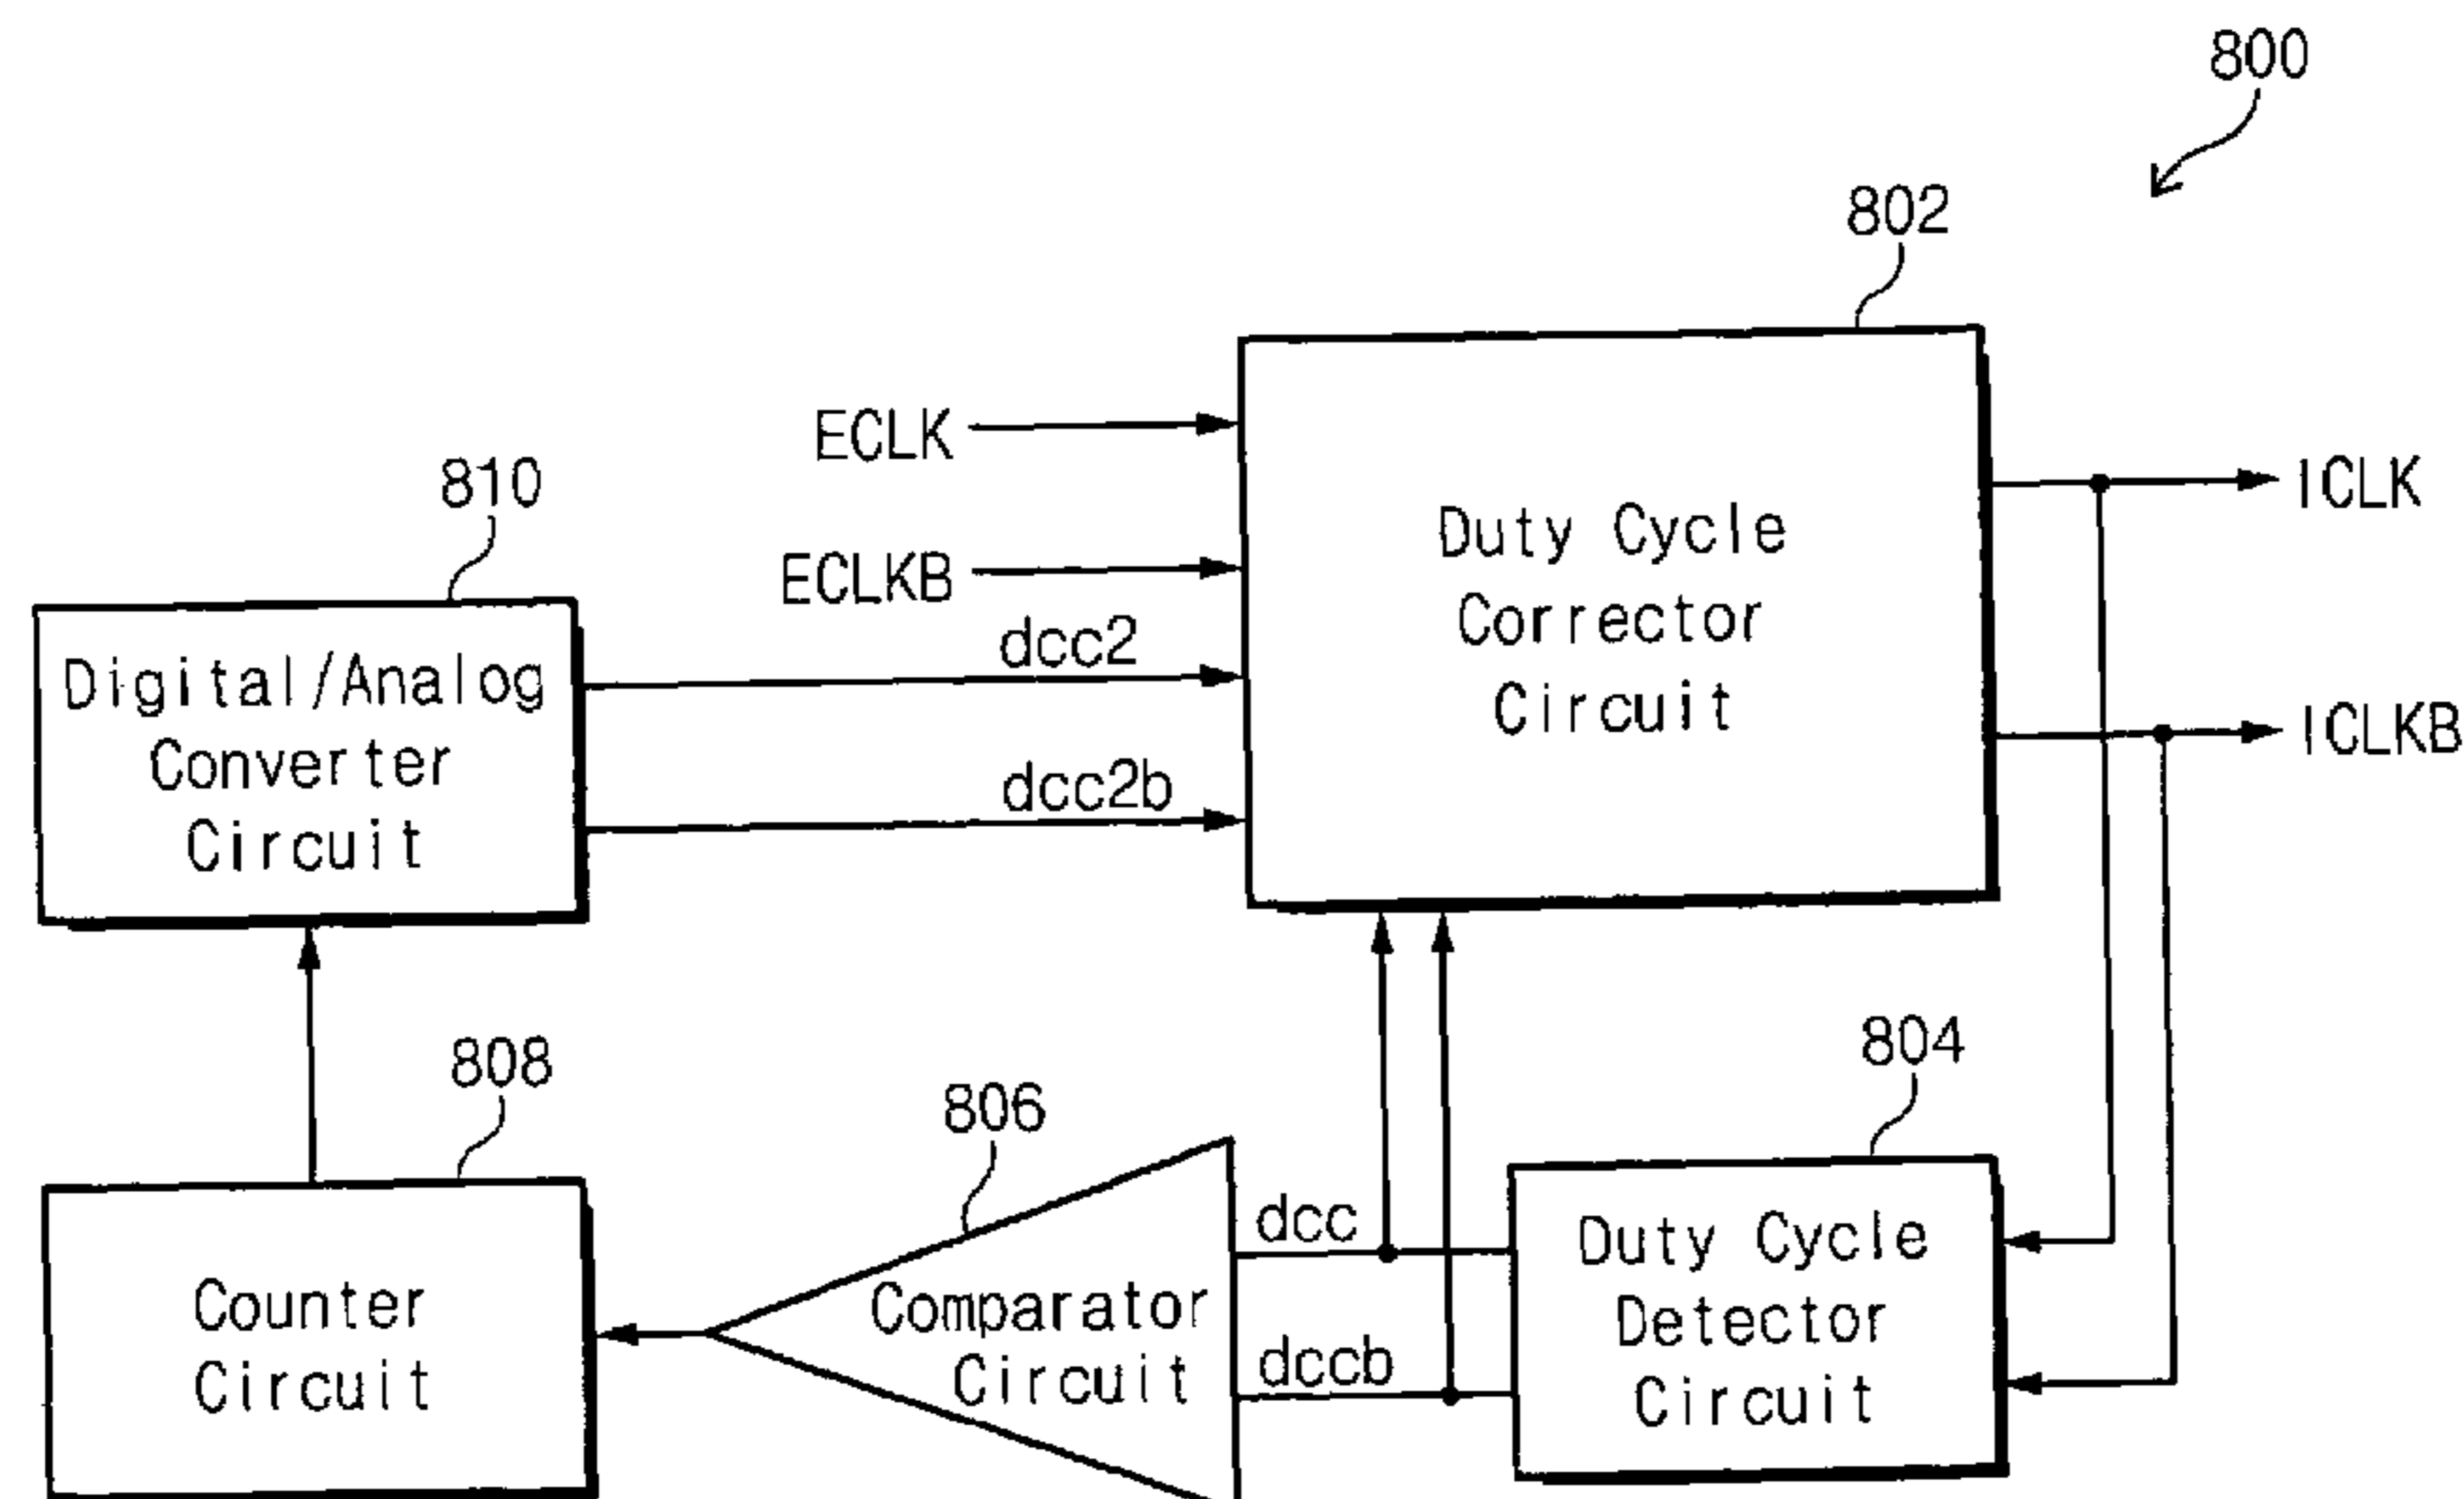 800
802
ECLK
810
ICLK
Duty Cycle
Corrector
Circuit
ECLKB
dcc2
Digital/Analog
Converter
Circuit
ICLKB
dcc2b
808
804
806
dcc
Duty Cycle
Detector
Circuit
Counter
Circuit
Comparator
Circuit
dccb